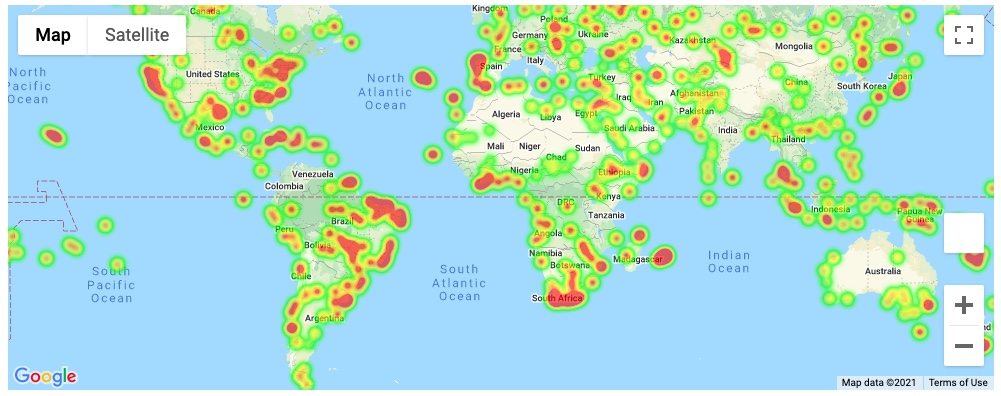 Map
Satellite
Canada
Kingdom
Poland
Germany
Ukraine
Kazakhstan
Mongolia
France
North
Pacific
Ocean
United States
North
Atlantic
Ocean
Spain
Italy
Turkey
China
Japan
South Korea
Afghanistan
Iraq
Iran
Pakistan
Algeria
Libya
Egypt
Mexico
Saudi Arabia
India
Thailand
Mali
Niger
Sudan
Chad
Venezuela
Colombia
Nigeria
Ethiopia
Kenya
DRC
Tanzania
Indonesia
Papua New
Guinea
Peru
Brazil
Bolivia
Angola
Namibia
Botswana
Madagascar
South
Pacific
Ocean
South
Atlantic
Ocean
Indian
Ocean
Chile
Australia
South Africa
Argentina
nd
Google
Map data ©2021
Terms of Use